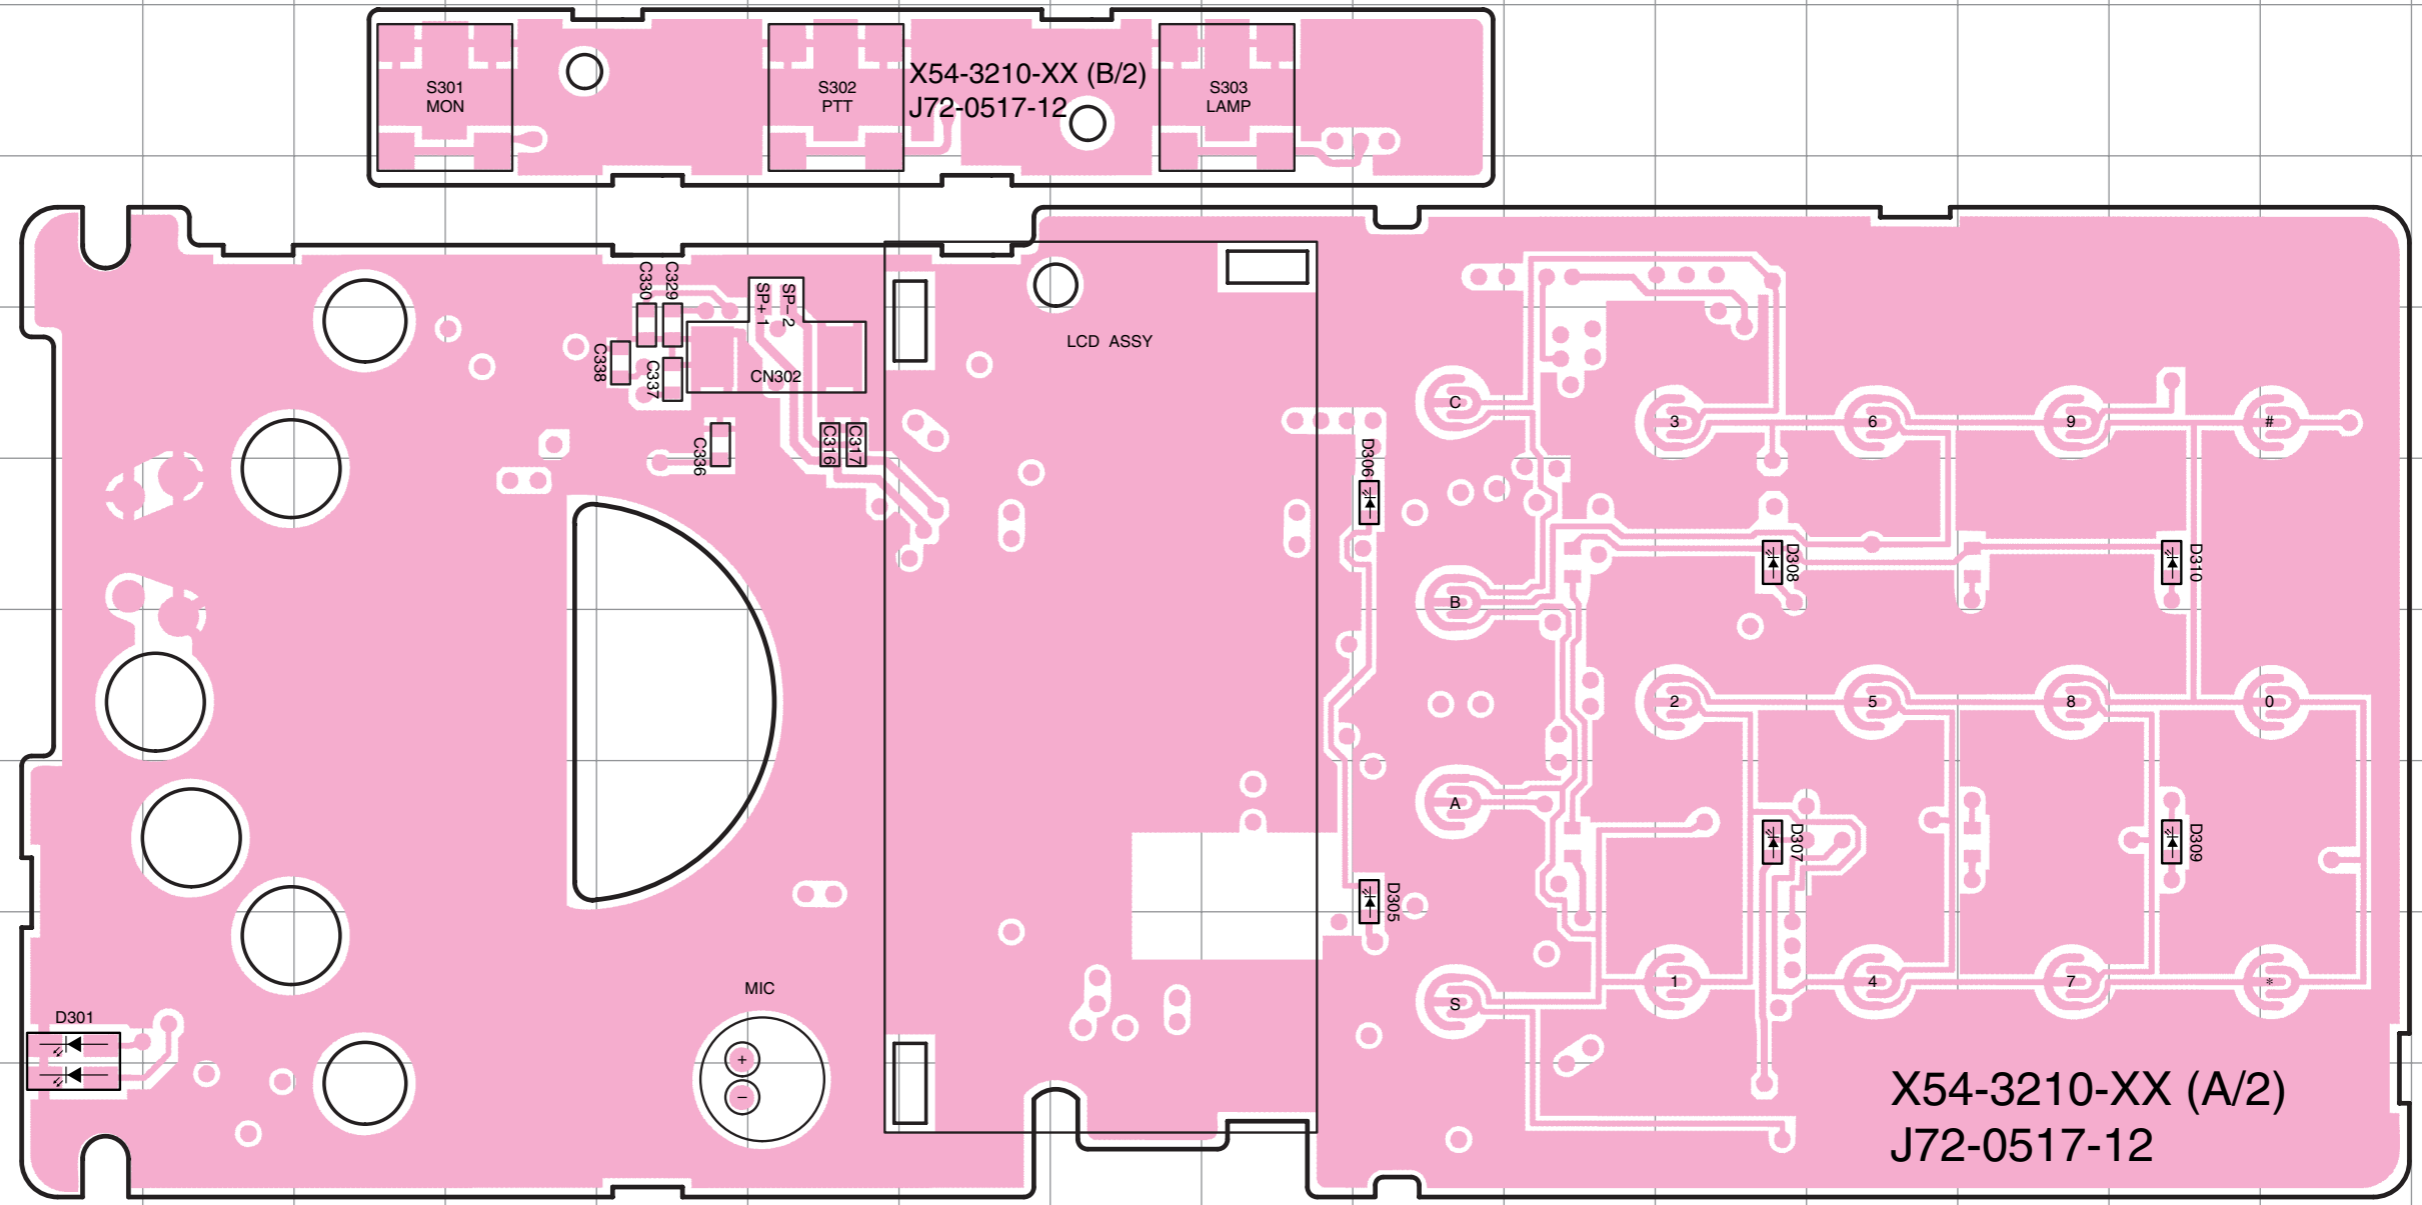 S301
MON
S302
PTT
X54-3210-XX (B/2)
J72-0517-12
S303
LAMP
C330
C329
SP+ 1
SP- 2
C338
C337
CN302
LCD ASSY
C336
C316
C317
D306
C
3
6
9
#
B
D308
D310
2
5
8
0
A
D307
D309
D305
MIC
+
−
S
1
4
7
*
D301
X54-3210-XX (A/2)
J72-0517-12